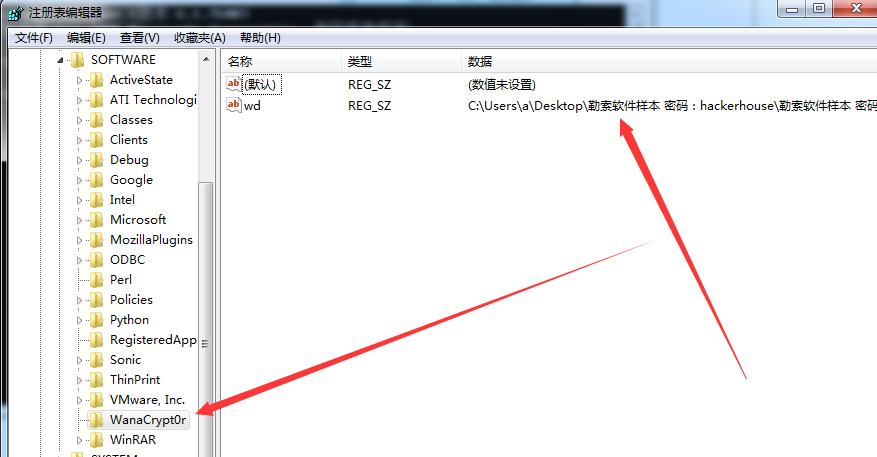 注册表编辑器
文件(F) 编辑(E) 查看(V) 收藏夹(A) 帮助(H)
SOFTWARE
ActiveState
ATI Technologi
Classes
Clients
Debug
Google
Intel
Microsoft
MozillaPlugins
ODBC
Perl
Policies
Python
RegisteredApp
Sonic
ThinPrint
VMware, Inc.
WanaCrypt0r
WinRAR
名称 类型 数据
(默认) REG_SZ (数值未设置)
wd REG_SZ C:\Users\a\Desktop\勒索软件样本 密码：hackerhouse\勒索软件样本 密码